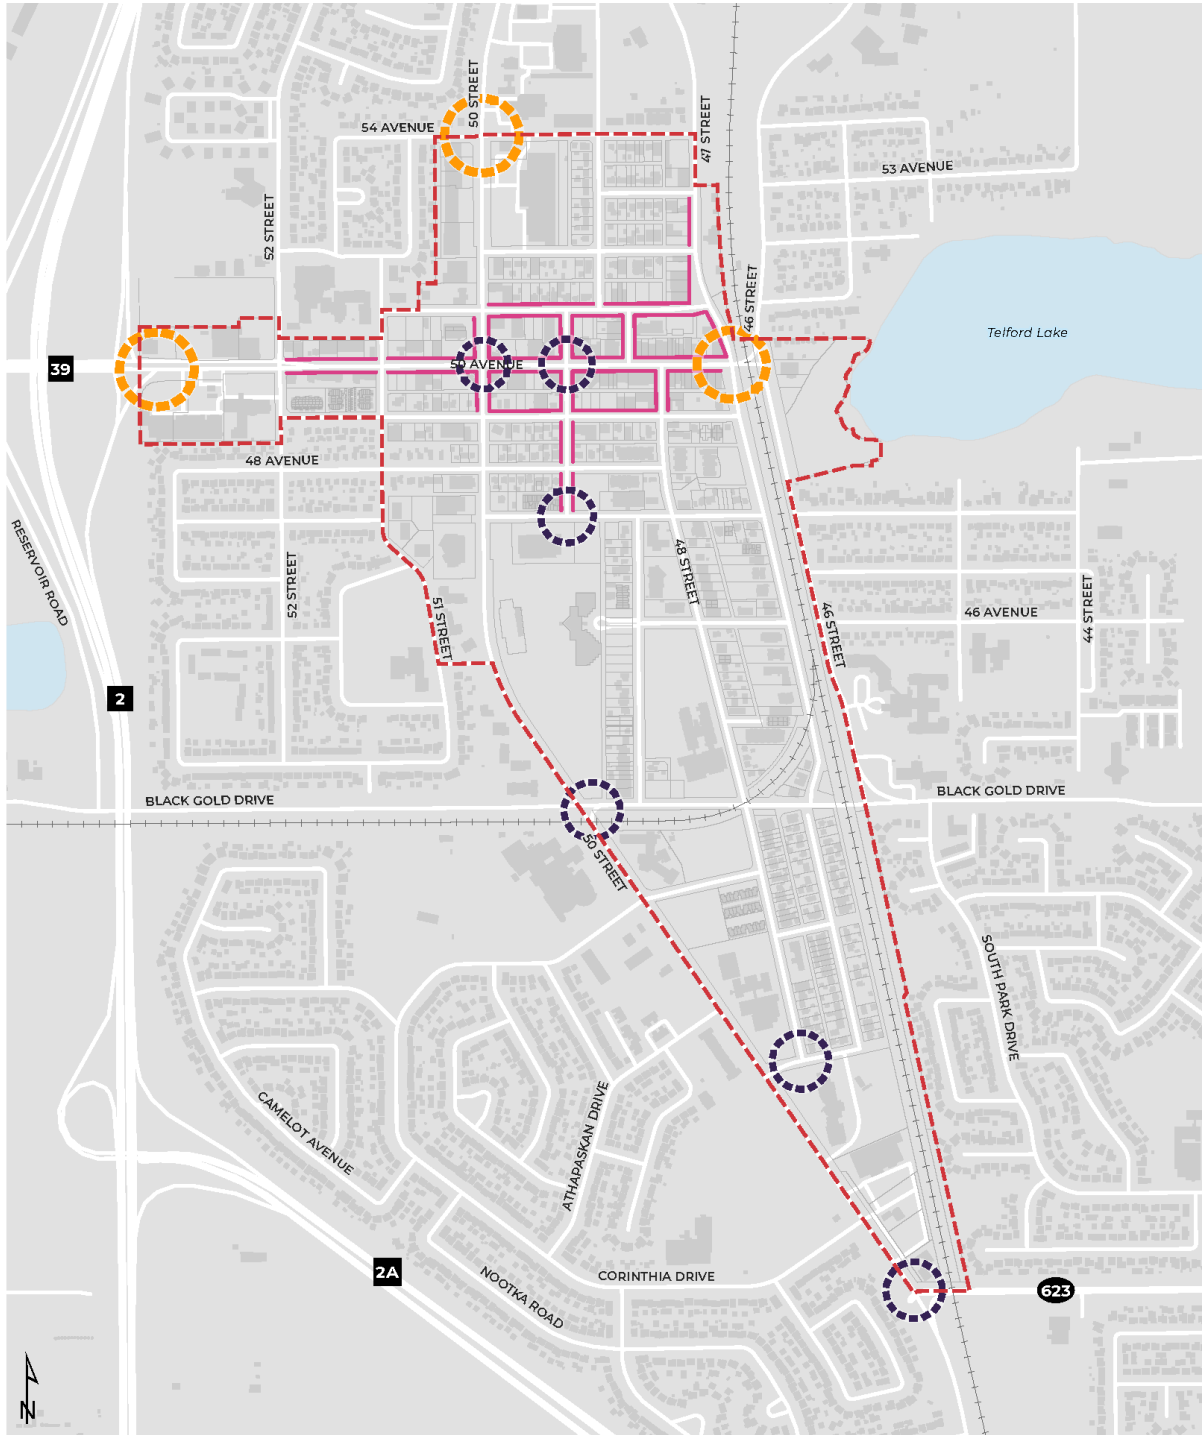 50 STREET
54 AVENUE
47 STREET
53 AVENUE
52 STREET
46 STREET
Telford Lake
39
50 AVENUE
48 AVENUE
RESERVOIR ROAD
52 STREET
51 STREET
48 STREET
46 STREET
46 AVENUE
44 STREET
2
BLACK GOLD DRIVE
BLACK GOLD DRIVE
50 STREET
SOUTH PARK DRIVE
CAMELOT AVENUE
ATHAPASKAN DRIVE
2A
NOOTKA ROAD
CORINTHIA DRIVE
623
N